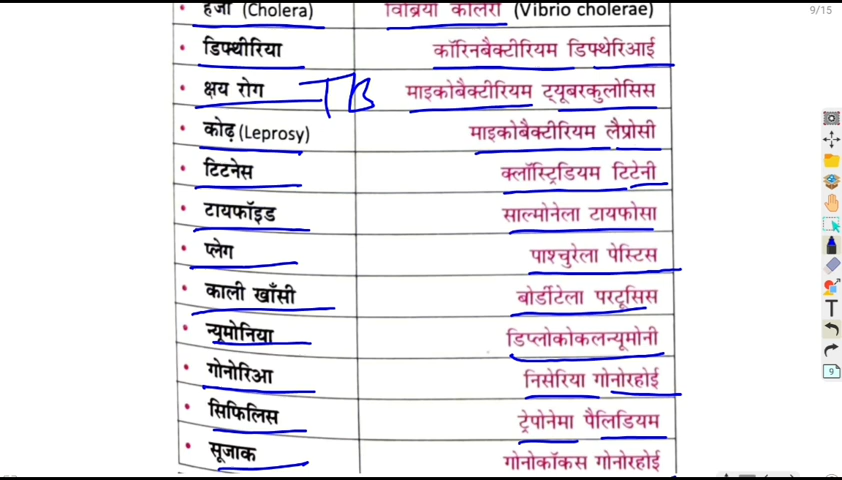 9/15
• हैजा (Cholera) विब्रियो कॉलेरी (Vibrio cholerae)
• डिफ्थीरिया कॉरिनबैक्टीरियम डिफ्थेरिआई
• क्षय रोग TB माइकोबैक्टीरियम ट्यूबरकुलोसिस
• कोढ़ (Leprosy) माइकोबैक्टीरियम लैप्रोसी
• टिटनेस क्लॉस्ट्रिडियम टिटेनी
• टायफॉइड साल्मोनेला टायफोसा
• प्लेग पाश्चुरेला पेस्टिस
• काली खाँसी बोर्डीटेला परटूसिस
• न्यूमोनिया डिप्लोकोकलन्यूमोनी
• गोनोरिआ निसेरिया गोनोरहोई
• सिफिलिस ट्रेपोनेमा पैलिडियम
• सूजाक गोनोकॉकस गोनोरहोई
T
9